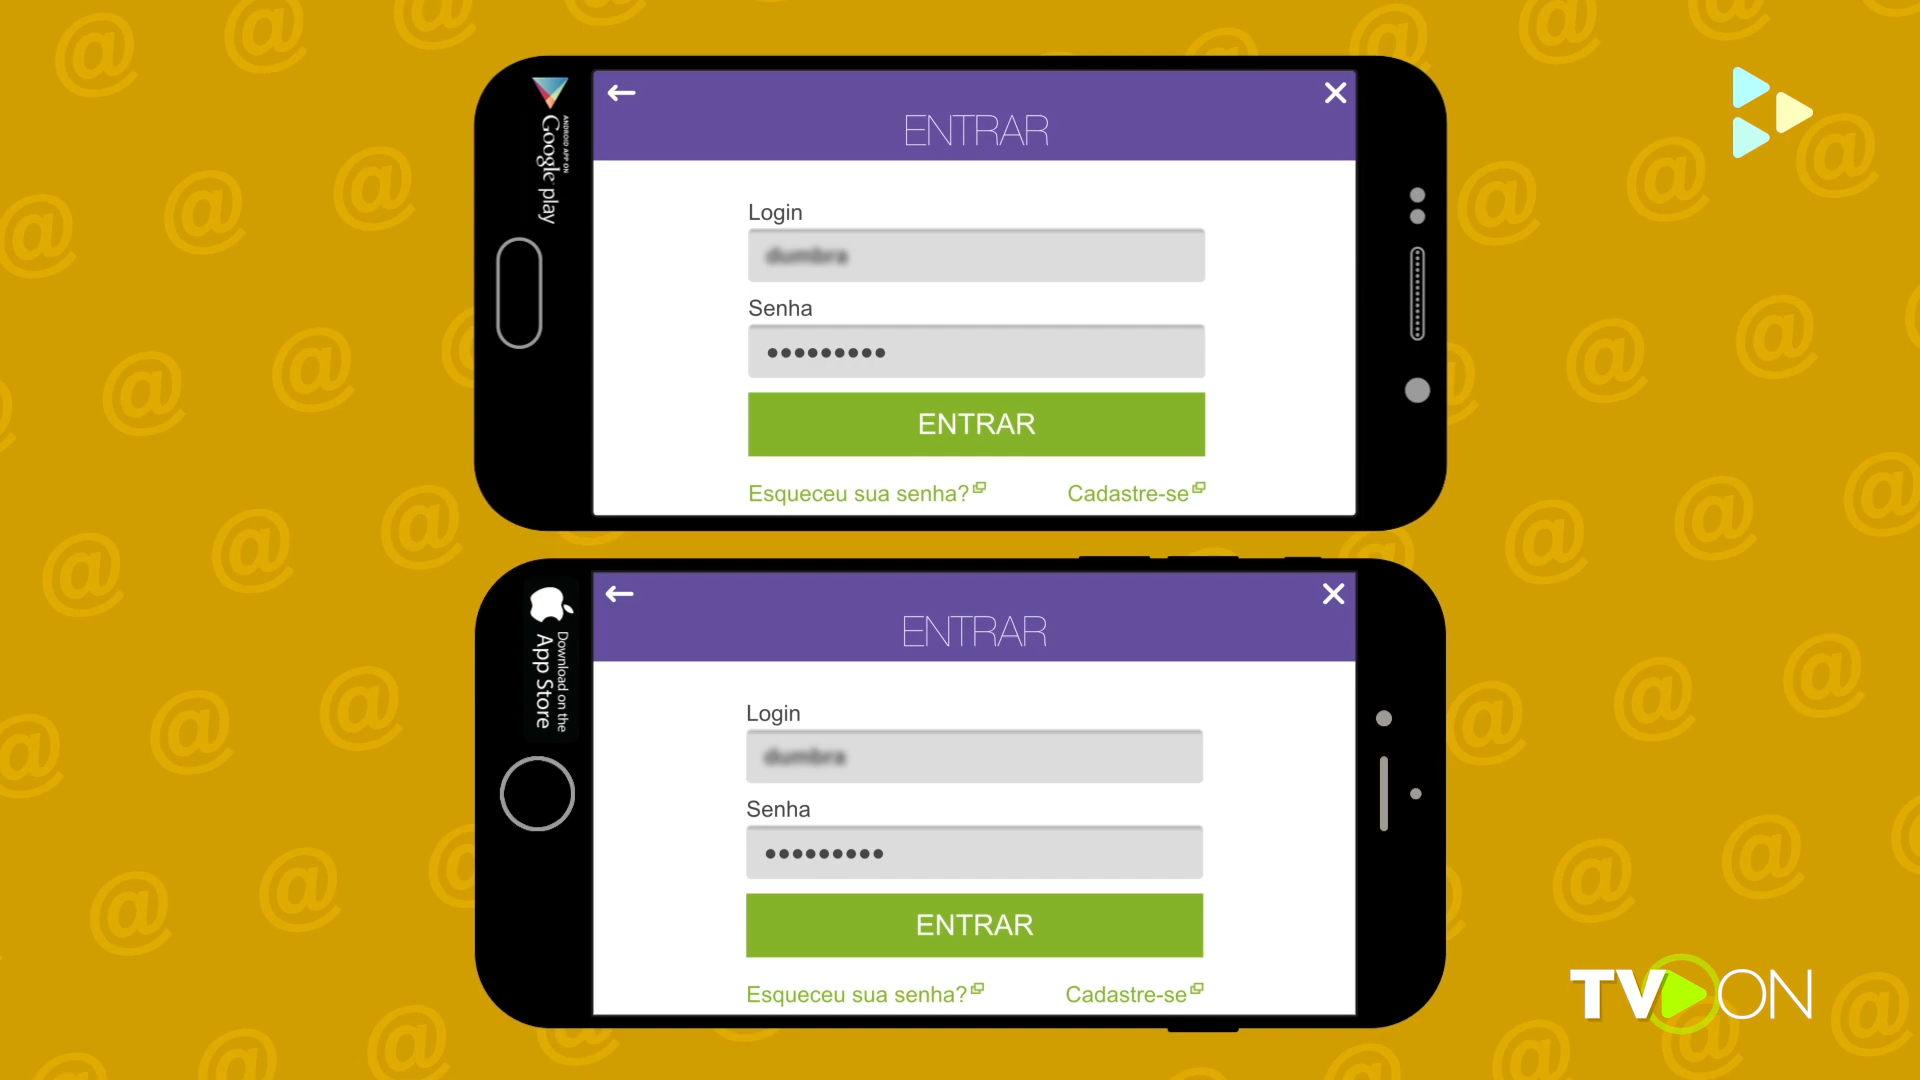 ANDROID APP ON
Google play
ENTRAR
Login
Senha
ENTRAR
Esqueceu sua senha?
Cadastre-se
Download on the
App Store
ENTRAR
Login
Senha
ENTRAR
Esqueceu sua senha?
Cadastre-se
TV ON